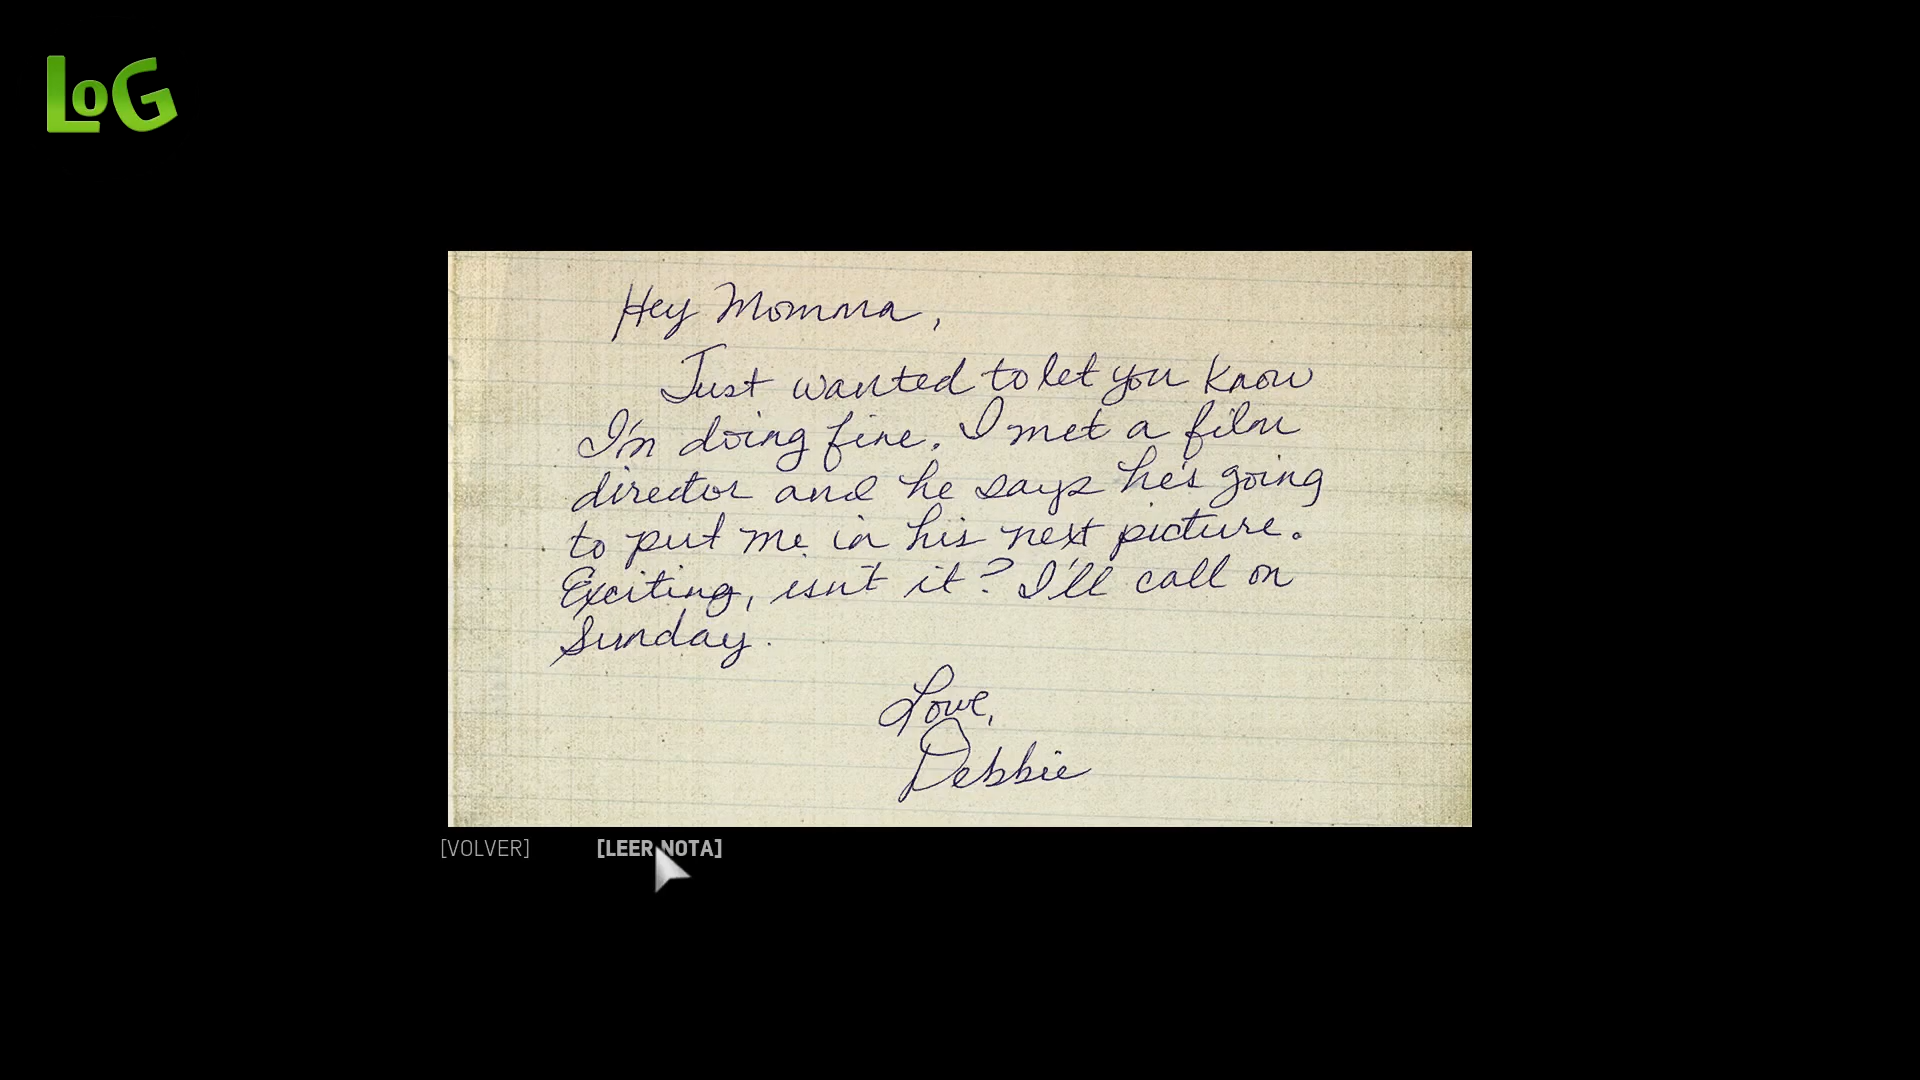 LoG
Hey Momma,
Just wanted to let you know
I'm doing fine. I met a film
director and he says he's going
to put me in his next picture.
Exciting, isn't it? I'll call on
Sunday.
Love,
Debbie
[VOLVER] [LEER NOTA]